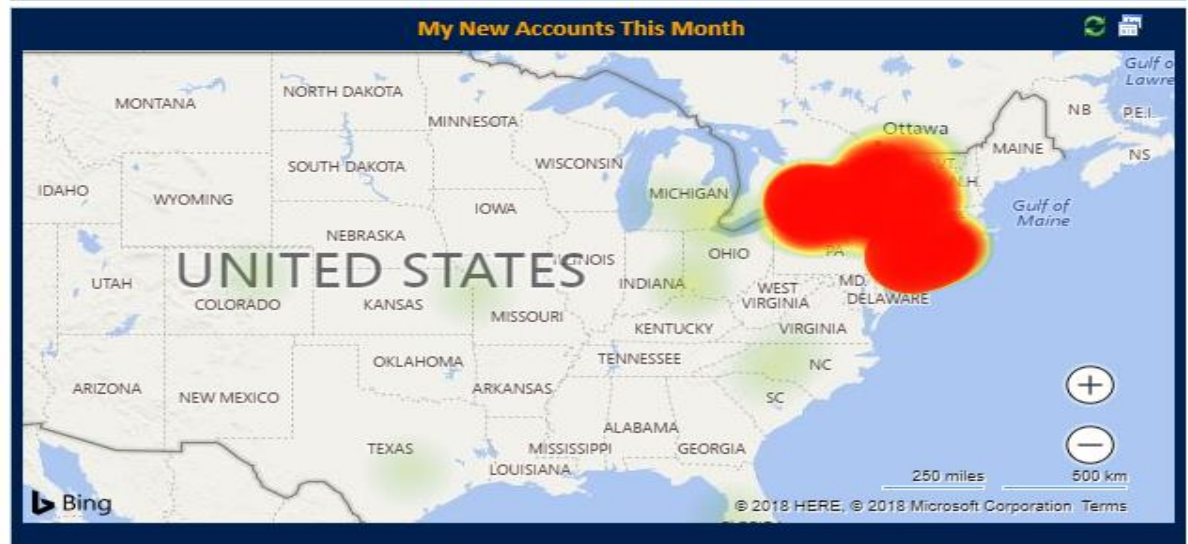 My New Accounts This Month
Gulf o
Lawre
MONTANA
NORTH DAKOTA
MINNESOTA
NB
P.E.I.
Ottawa
MAINE
NS
VT.
N.H.
SOUTH DAKOTA
WISCONSIN
IDAHO
WYOMING
MICHIGAN
IOWA
Gulf of
Maine
NEBRASKA
UNITED STATES
ILLINOIS
OHIO
PA
UTAH
COLORADO
KANSAS
MISSOURI
INDIANA
WEST
VIRGINIA
MD.
DELAWARE
KENTUCKY
VIRGINIA
OKLAHOMA
TENNESSEE
NC
ARIZONA
NEW MEXICO
ARKANSAS
SC
ALABAMA
TEXAS
MISSISSIPPI
GEORGIA
LOUISIANA
250 miles
500 km
Bing
© 2018 HERE, © 2018 Microsoft Corporation Terms